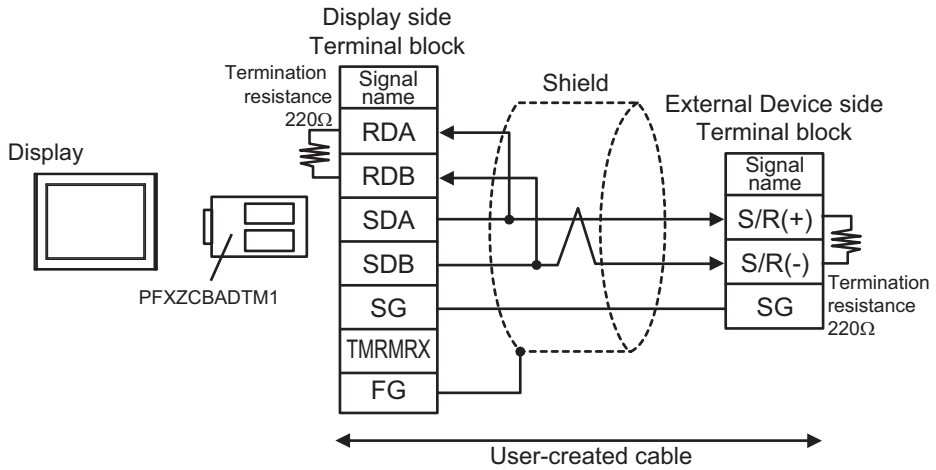 Display side
Terminal block
Termination
resistance
220Ω
Signal
name
RDA
RDB
SDA
SDB
SG
TMRMRX
FG
Shield
External Device side
Terminal block
Signal
name
S/R(+)
S/R(-)
SG
Termination
resistance
220Ω
Display
PFXZCBADTM1
User-created cable